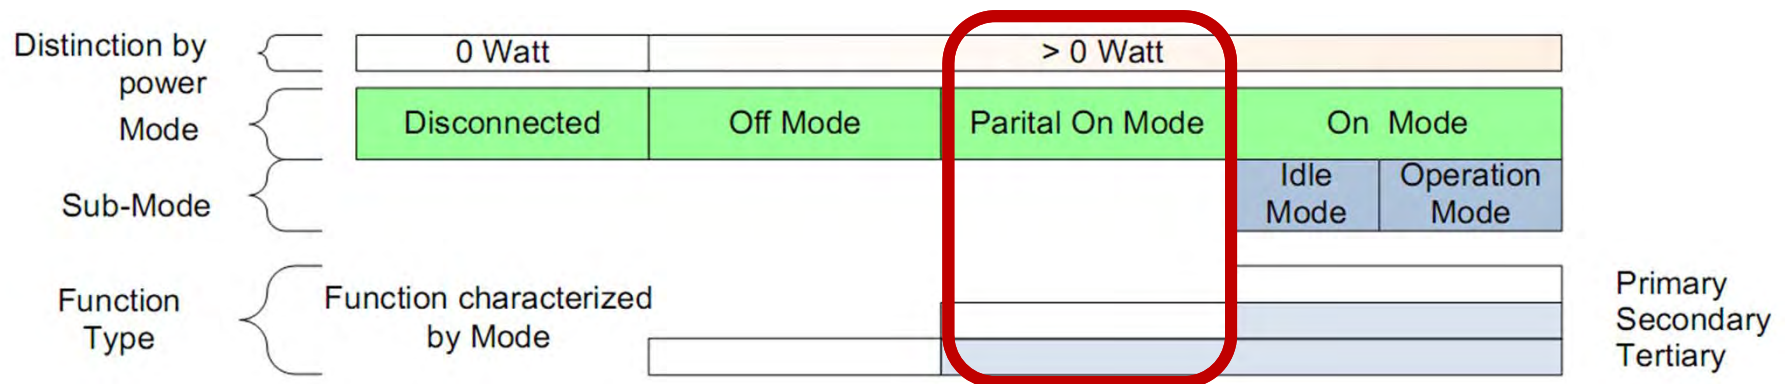 Distinction by power
0 Watt
> 0 Watt
Mode
Disconnected
Off Mode
Parital On Mode
On Mode
Sub-Mode
Idle
Mode
Operation
Mode
Function
Type
Function characterized
by Mode
Primary
Secondary
Tertiary